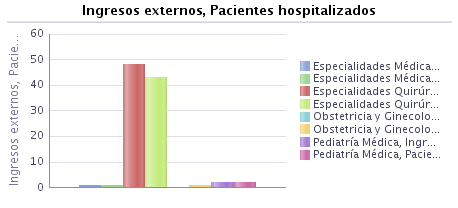 Ingresos externos, Pacientes hospitalizados
Ingresos externos, Pacie...
60
50
40
30
20
10
0
Especialidades Médica...
Especialidades Médica...
Especialidades Quirúr...
Especialidades Quirúr...
Obstetricia y Ginecolo...
Obstetricia y Ginecolo...
Pediatría Médica, Ingr...
Pediatría Médica, Pacie...